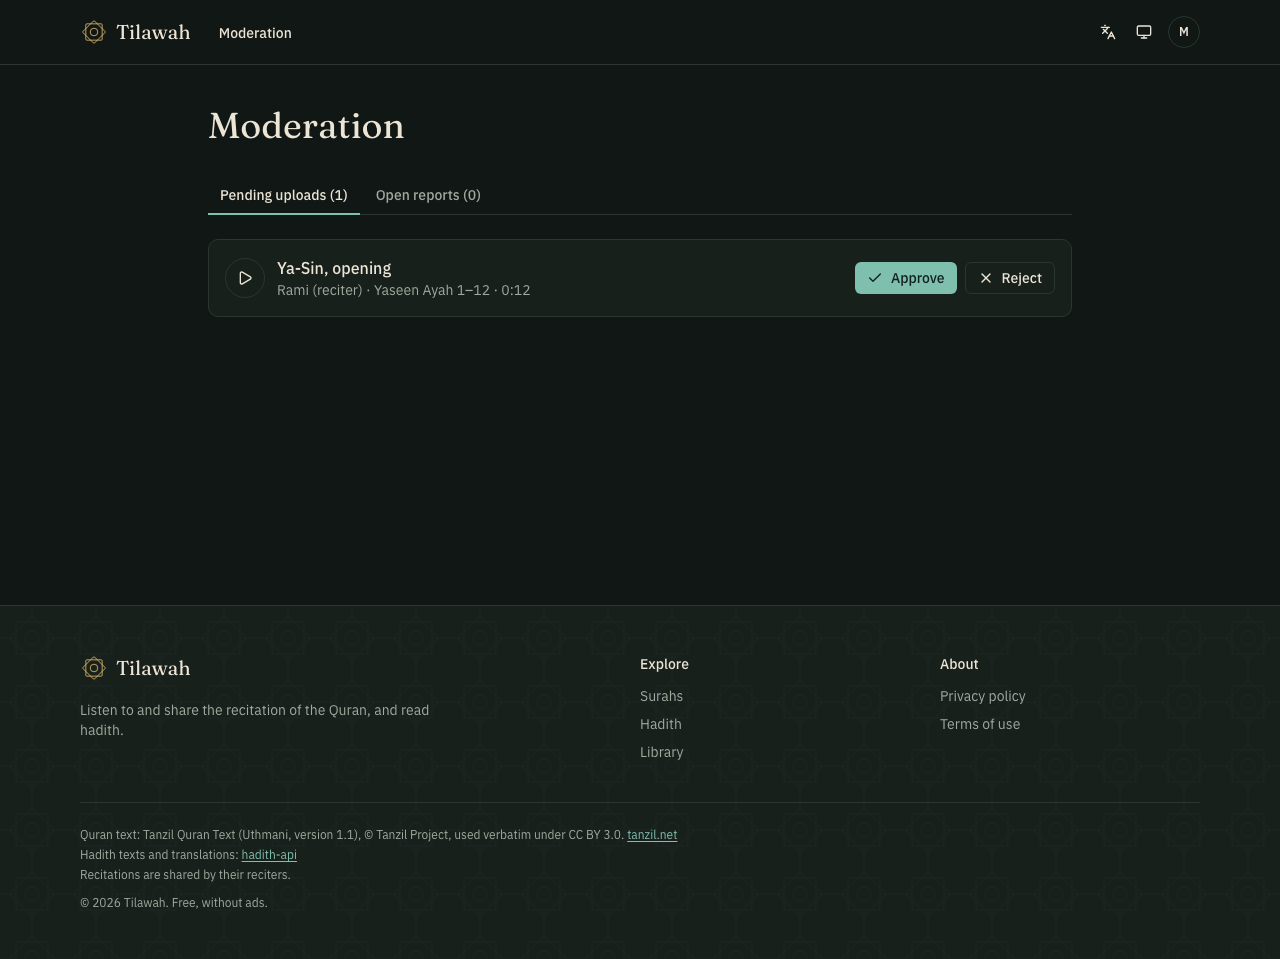 Tilawah
Moderation
M
Moderation
Pending uploads (1)
Open reports (0)
Ya-Sin, opening
Rami (reciter) · Yaseen Ayah 1–12 · 0:12
Approve
Reject
Tilawah
Listen to and share the recitation of the Quran, and read
hadith.
Explore
Surahs
Hadith
Library
About
Privacy policy
Terms of use
Quran text: Tanzil Quran Text (Uthmani, version 1.1), © Tanzil Project, used verbatim under CC BY 3.0. tanzil.net
Hadith texts and translations: hadith-api
Recitations are shared by their reciters.
© 2026 Tilawah. Free, without ads.